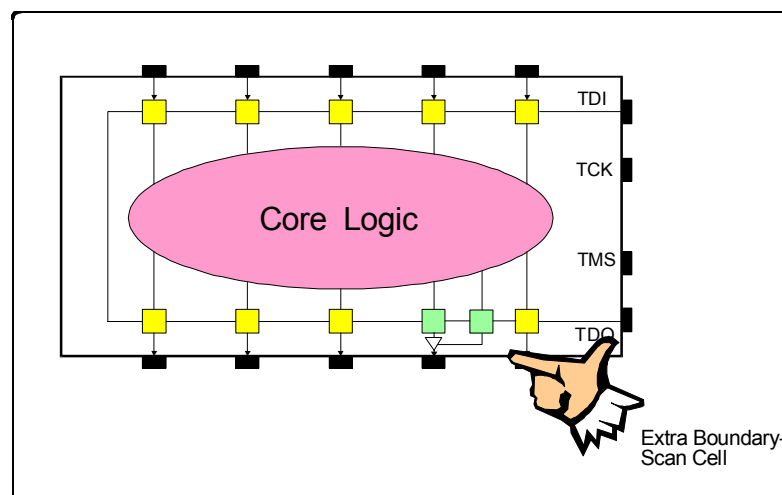 TDI
TCK
Core Logic
TMS
TDO
Extra Boundary-
Scan Cell